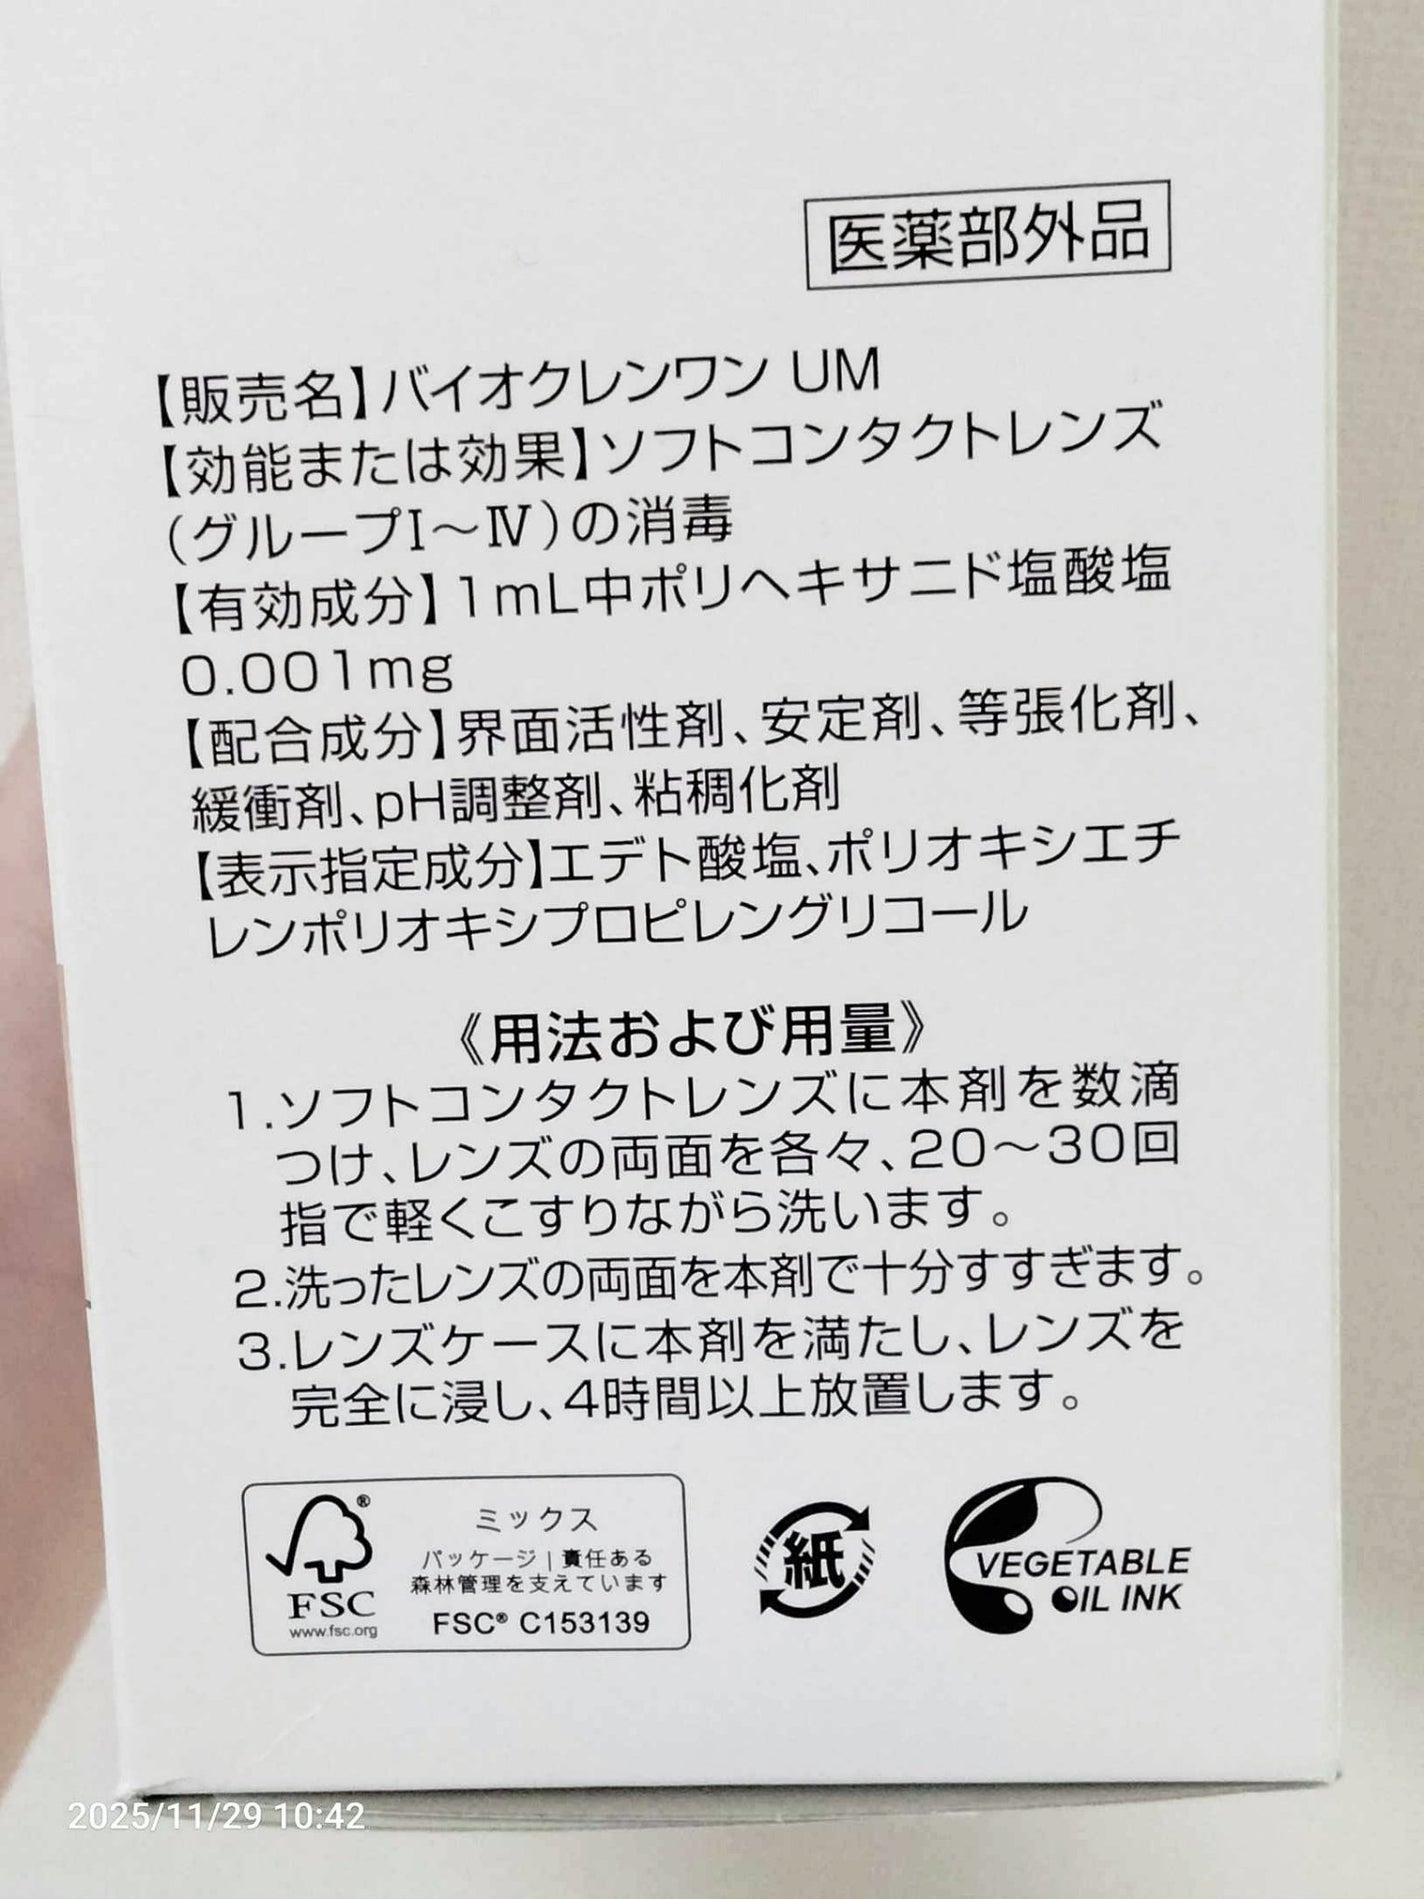 医薬部外品
【販売名】バイオクレンワン UM
【効能または効果】ソフトコンタクトレンズ
(グループⅠ～Ⅳ)の消毒
【有効成分】1mL中ポリヘキサニド塩酸塩
0.001mg
【配合成分】界面活性剤、安定剤、等張化剤、
緩衝剤、pH調整剤、粘稠化剤
【表示指定成分】エデト酸塩、ポリオキシエチ
レンポリオキシプロピレングリコール
《用法および用量》
1.ソフトコンタクトレンズに本剤を数滴
つけ、レンズの両面を各々、20～30回
指で軽くこすりながら洗います。
2.洗ったレンズの両面を本剤で十分すすぎます。
3.レンズケースに本剤を満たし、レンズを
完全に浸し、4時間以上放置します。
®
FSC
www.fsc.org
ミックス
パッケージ | 責任ある
森林管理を支えています
FSC® C153139
紙
VEGETABLE
OIL INK
2025/11/29 10:42